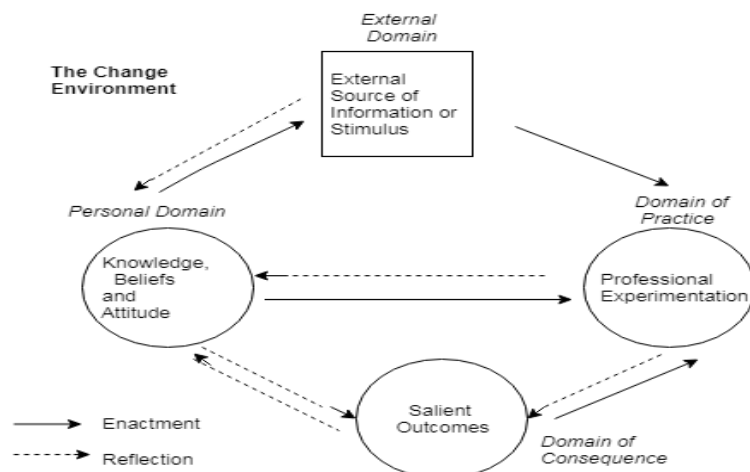 External
Domain
The Change
Environment
External
Source of
Information or
Stimulus
Personal Domain
Domain of
Practice
Knowledge,
Beliefs
and
Attitude
Professional
Experimentation
Salient
Outcomes
Enactment
Reflection
Domain of
Consequence